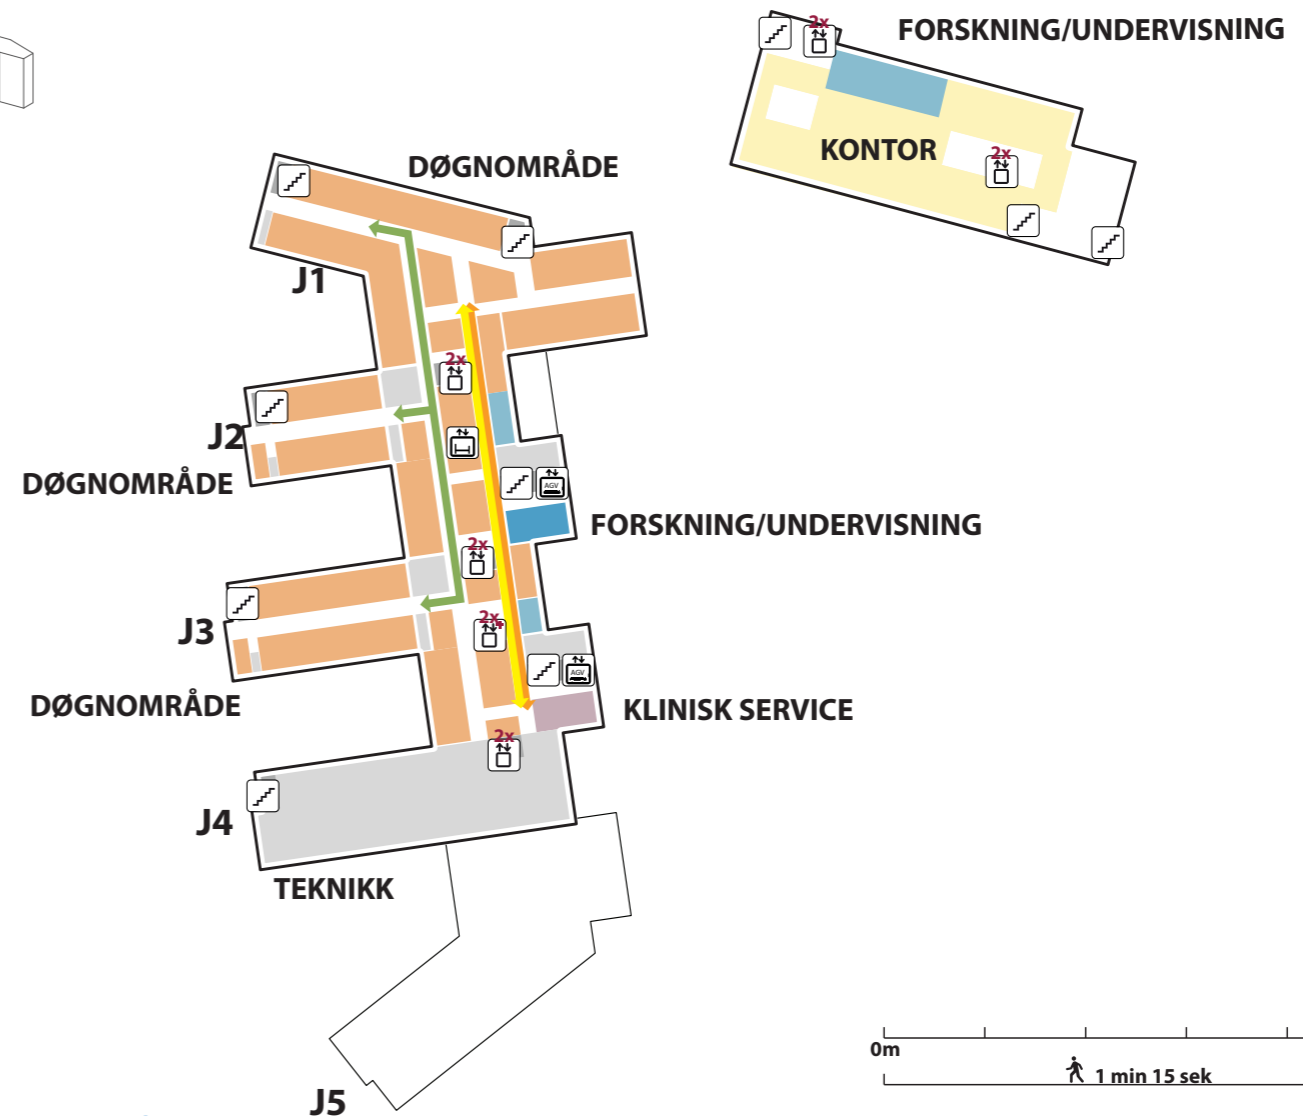 FORSKNING/UNDERVISNING
2x
KONTOR
2x
DØGNOMRÅDE
J1
2x
J2
DØGNOMRÅDE
AGV
FORSKNING/UNDERVISNING
2x
2x
J3
AGV
DØGNOMRÅDE
KLINISK SERVICE
2x
J4
TEKNIKK
0m
1 min 15 sek
J5